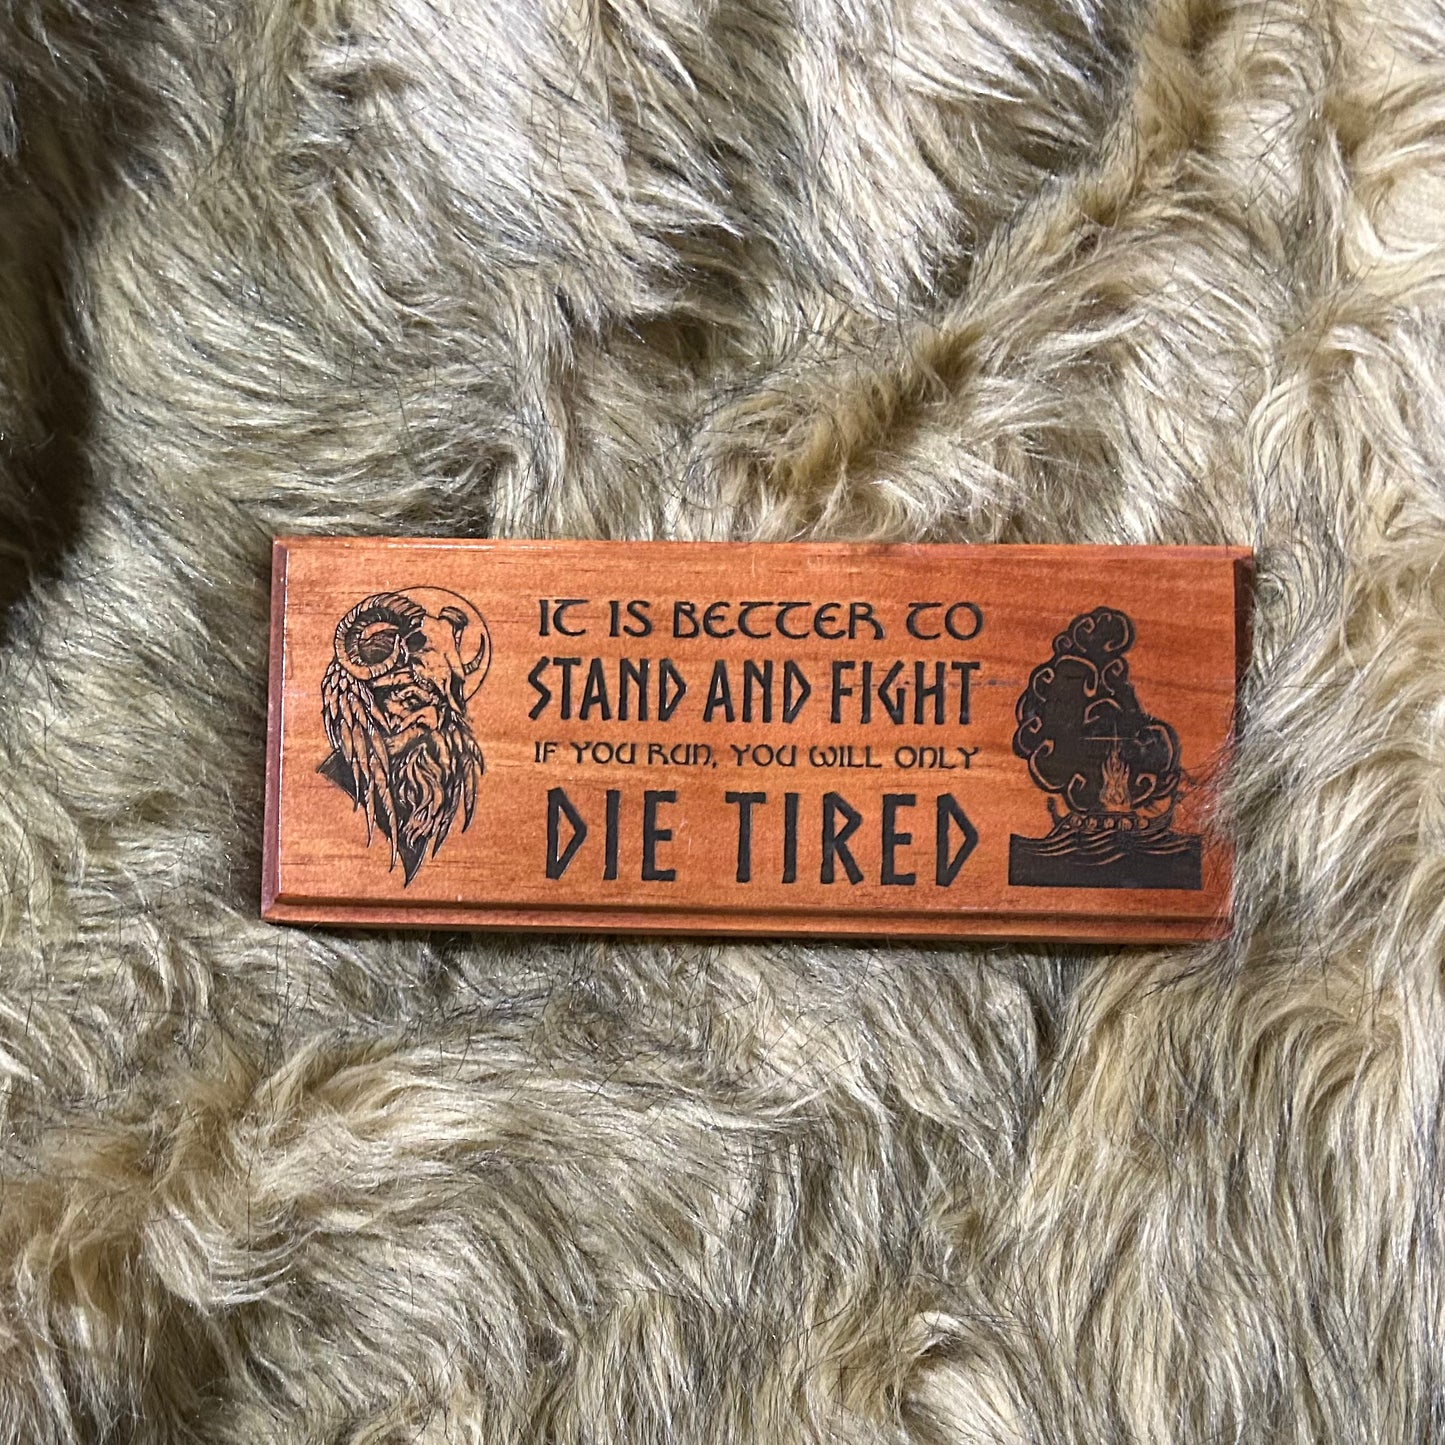 IT IS BETTER TO
STAND AND FIGHT
IF YOU RUN, YOU WILL ONLY
DIE TIRED